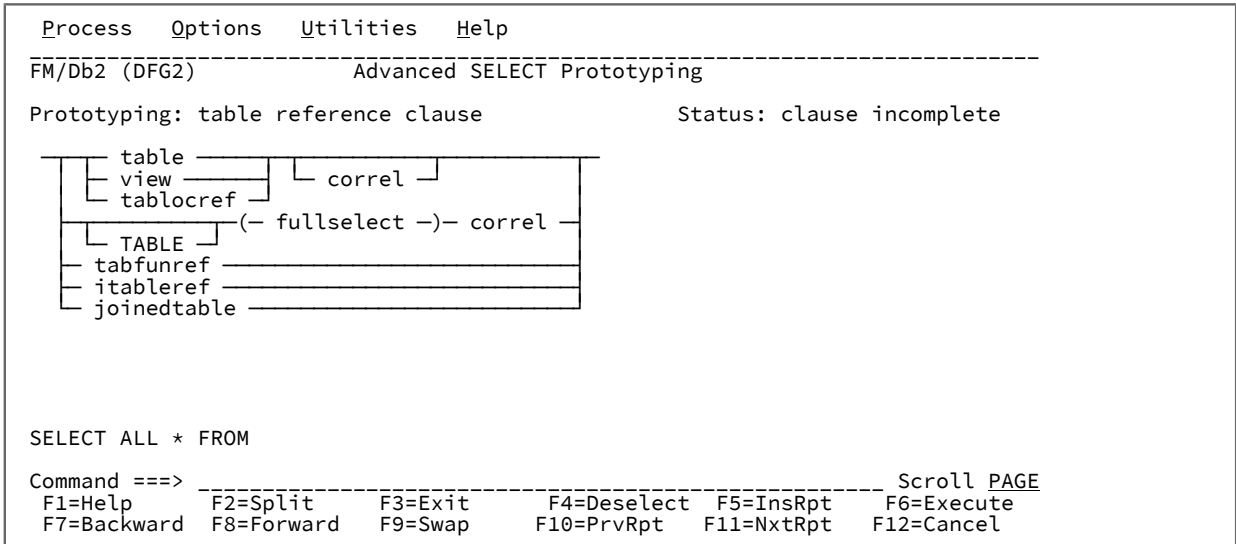 Process Options Utilities Help
FM/Db2 (DFG2) Advanced SELECT Prototyping
Prototyping: table reference clause Status: clause incomplete
table
view correl
tablocref
( fullselect ) correl
TABLE
tabfunref
itableref
joinedtable
SELECT ALL * FROM
Command ===> Scroll PAGE
F1=Help F2=Split F3=Exit F4=Deselect F5=InsRpt F6=Execute
F7=Backward F8=Forward F9=Swap F10=PrvRpt F11=NxtRpt F12=Cancel